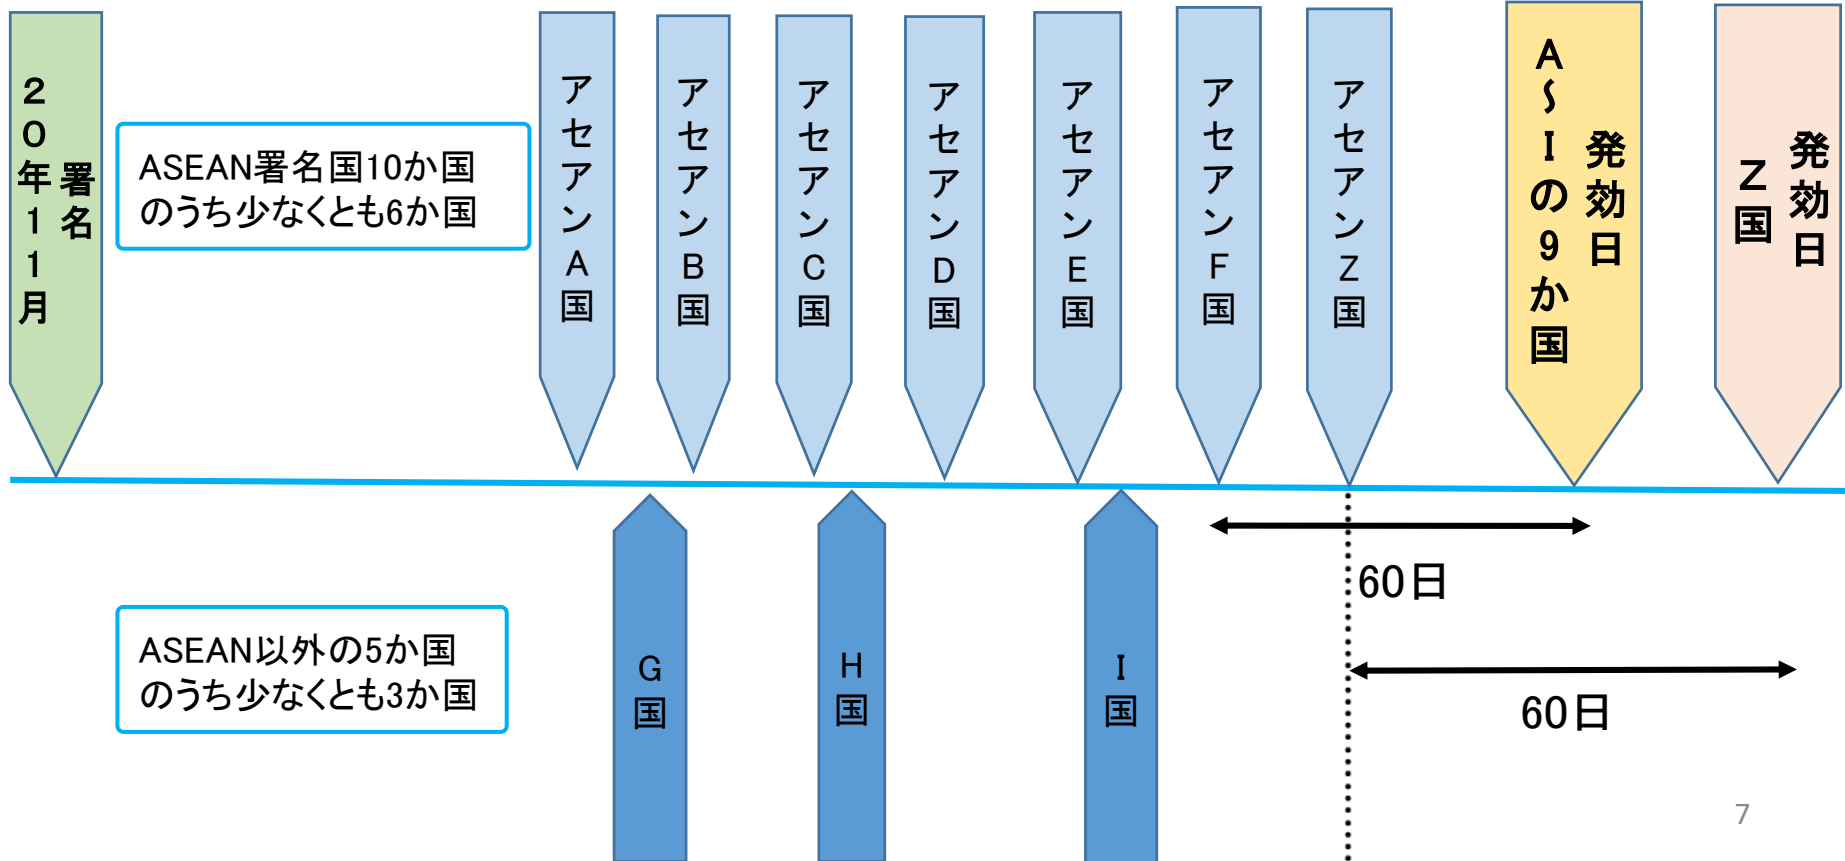 署名
20年11月
ASEAN署名国10か国
のうち少なくとも6か国
アセアンA国
アセアンB国
アセアンC国
アセアンD国
アセアンE国
アセアンF国
アセアンZ国
発効日
A~Iの9か国
発効日
Z国
60日
60日
ASEAN以外の5か国
のうち少なくとも3か国
G国
H国
I国
7